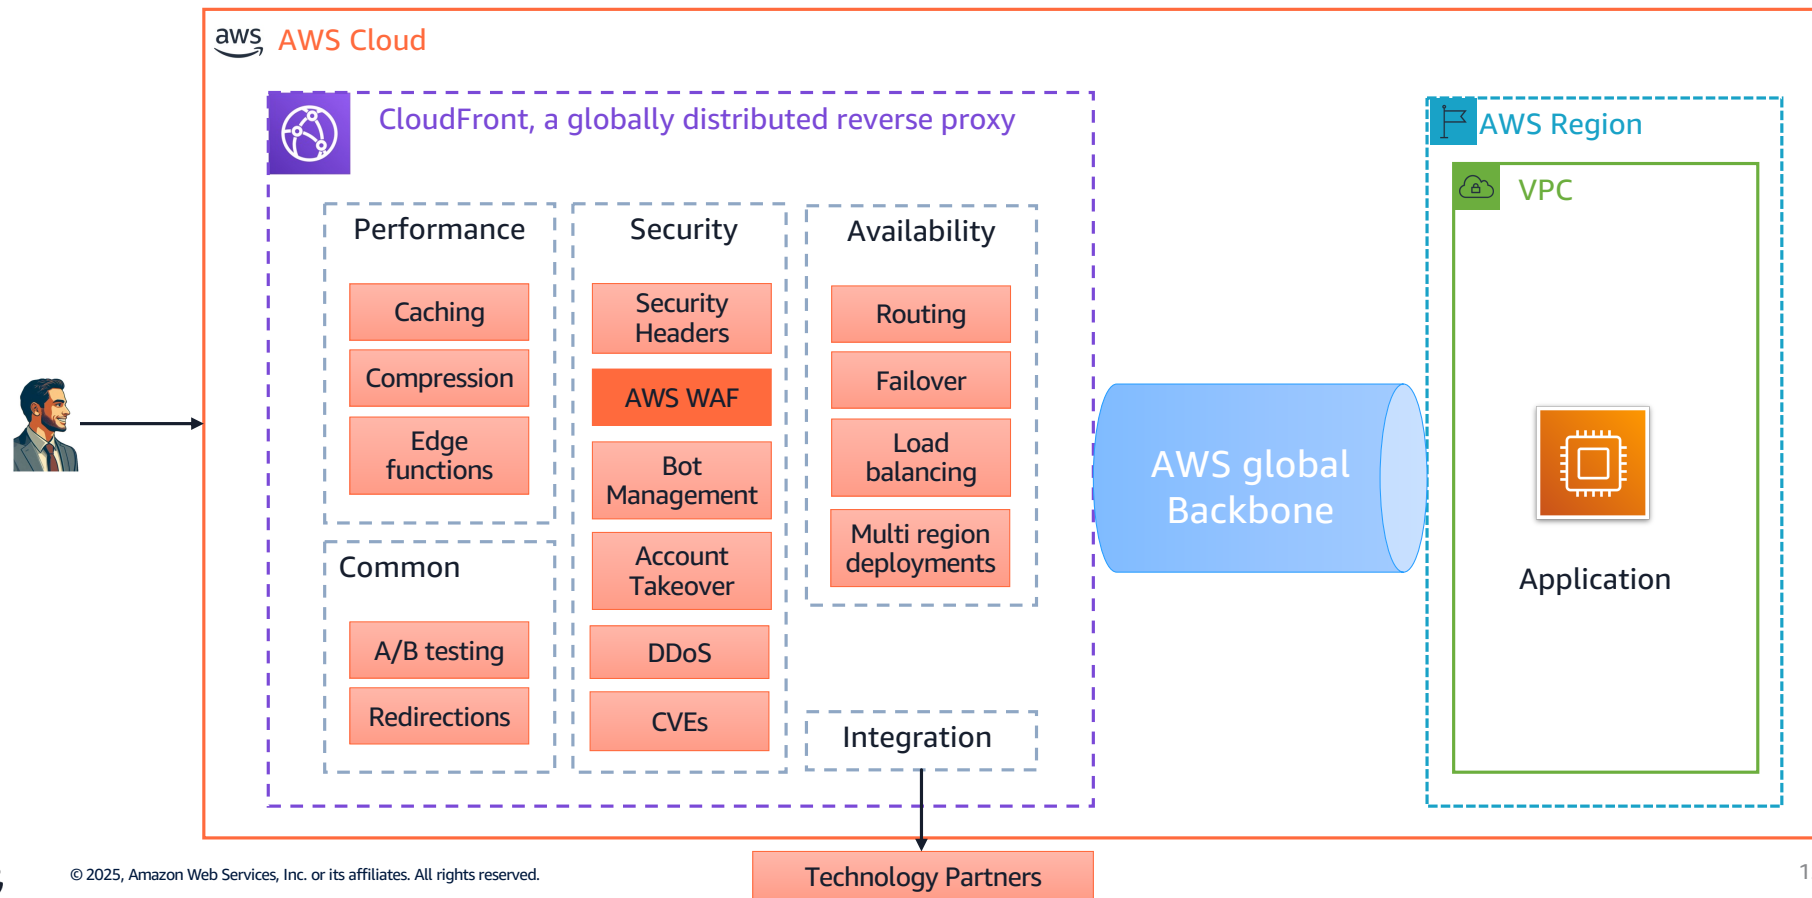 aws
AWS Cloud
CloudFront, a globally distributed reverse proxy
Performance
Caching
Compression
Edge
functions
Common
A/B testing
Redirections
Security
Security
Headers
AWS WAF
Bot
Management
Account
Takeover
DDoS
CVEs
Availability
Routing
Failover
Load
balancing
Multi region
deployments
Integration
Technology Partners
AWS global
Backbone
AWS Region
VPC
Application
© 2025, Amazon Web Services, Inc. or its affiliates. All rights reserved.
1